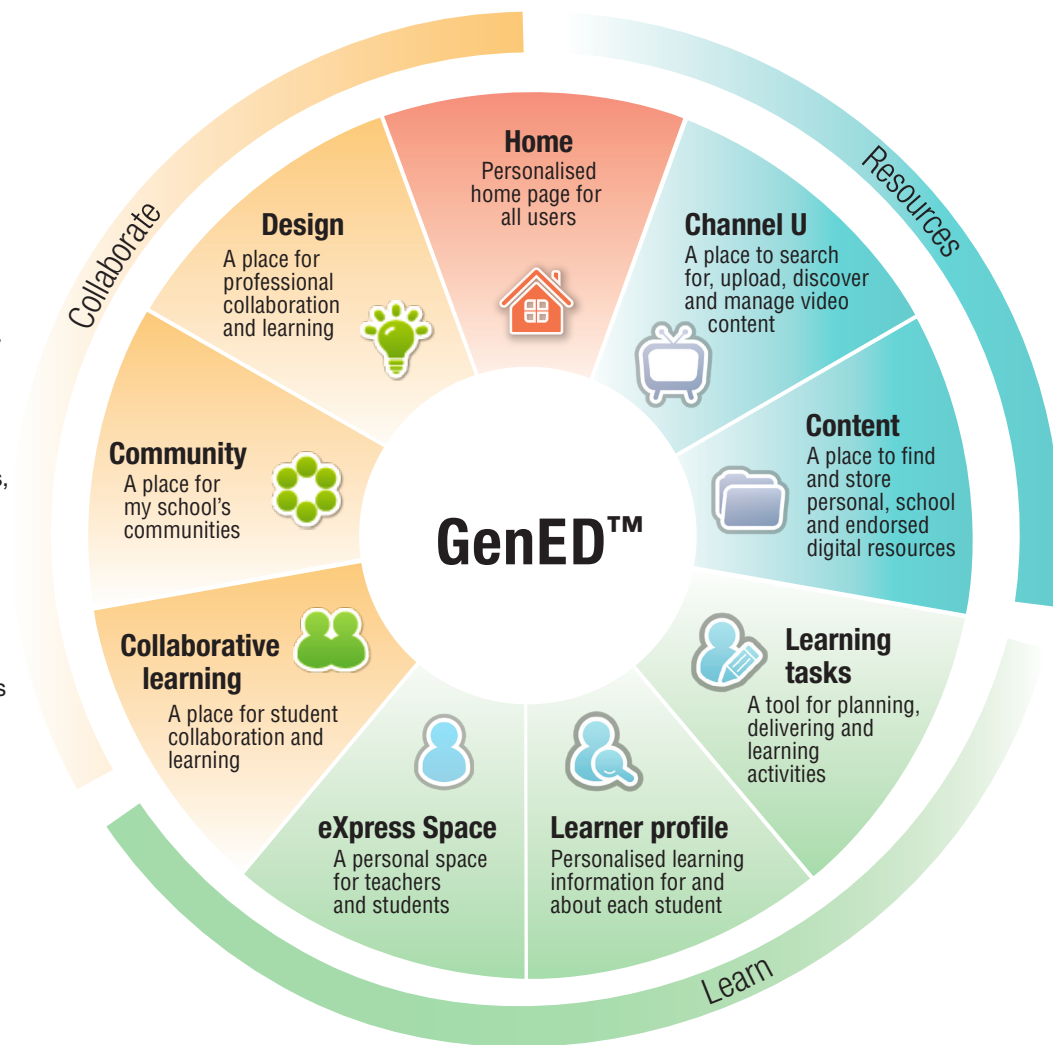 Collaborate
Resources
Learn
Home
Personalised
home page for
all users
Channel U
A place to search
for, upload, discover
and manage video
content
Content
A place to find
and store
personal, school
and endorsed
digital resources
Learning
tasks
A tool for planning,
delivering and
learning
activities
Learner profile
Personalised learning
information for and
about each student
eXpress Space
A personal space
for teachers
and students
Collaborative
learning
A place for student
collaboration and
learning
Community
A place for
my school's
communities
Design
A place for
professional
collaboration
and learning
GenED™